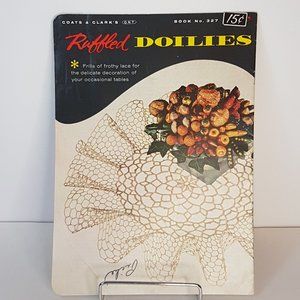 COATS & CLARK'S O.N.T. BOOK No. 327
15¢
Ruffled DOILIES
* Frills of frothy lace for
the delicate decoration of
your occasional tables